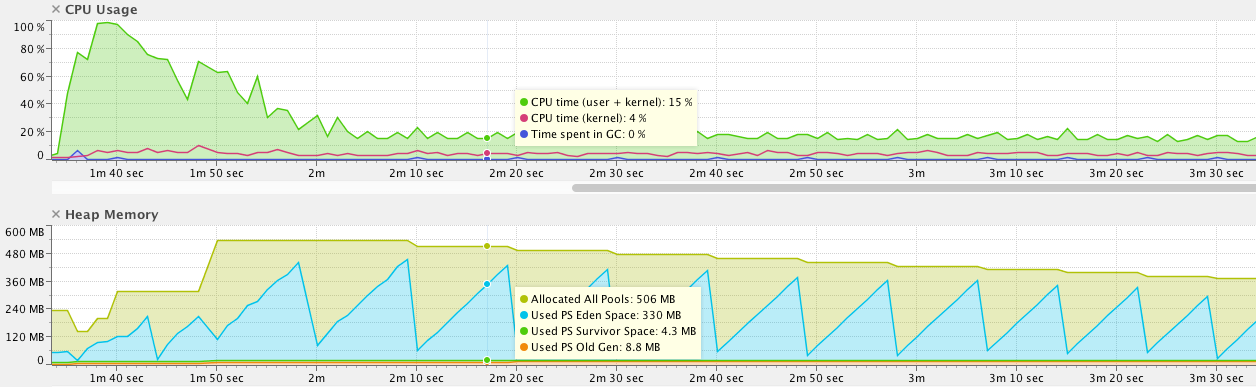 × CPU Usage
100 %
80 %
60 %
40 %
20 %
0
CPU time (user + kernel): 15 %
CPU time (kernel): 4 %
Time spent in GC: 0 %
1m 40 sec 1m 50 sec 2m 2m 10 sec 2m 20 sec 2m 30 sec 2m 40 sec 2m 50 sec 3m 3m 10 sec 3m 20 sec 3m 30 sec
× Heap Memory
600 MB
480 MB
360 MB
240 MB
120 MB
0
Allocated All Pools: 506 MB
Used PS Eden Space: 330 MB
Used PS Survivor Space: 4.3 MB
Used PS Old Gen: 8.8 MB
1m 40 sec 1m 50 sec 2m 2m 10 sec 2m 20 sec 2m 30 sec 2m 40 sec 2m 50 sec 3m 3m 10 sec 3m 20 sec 3m 30 sec